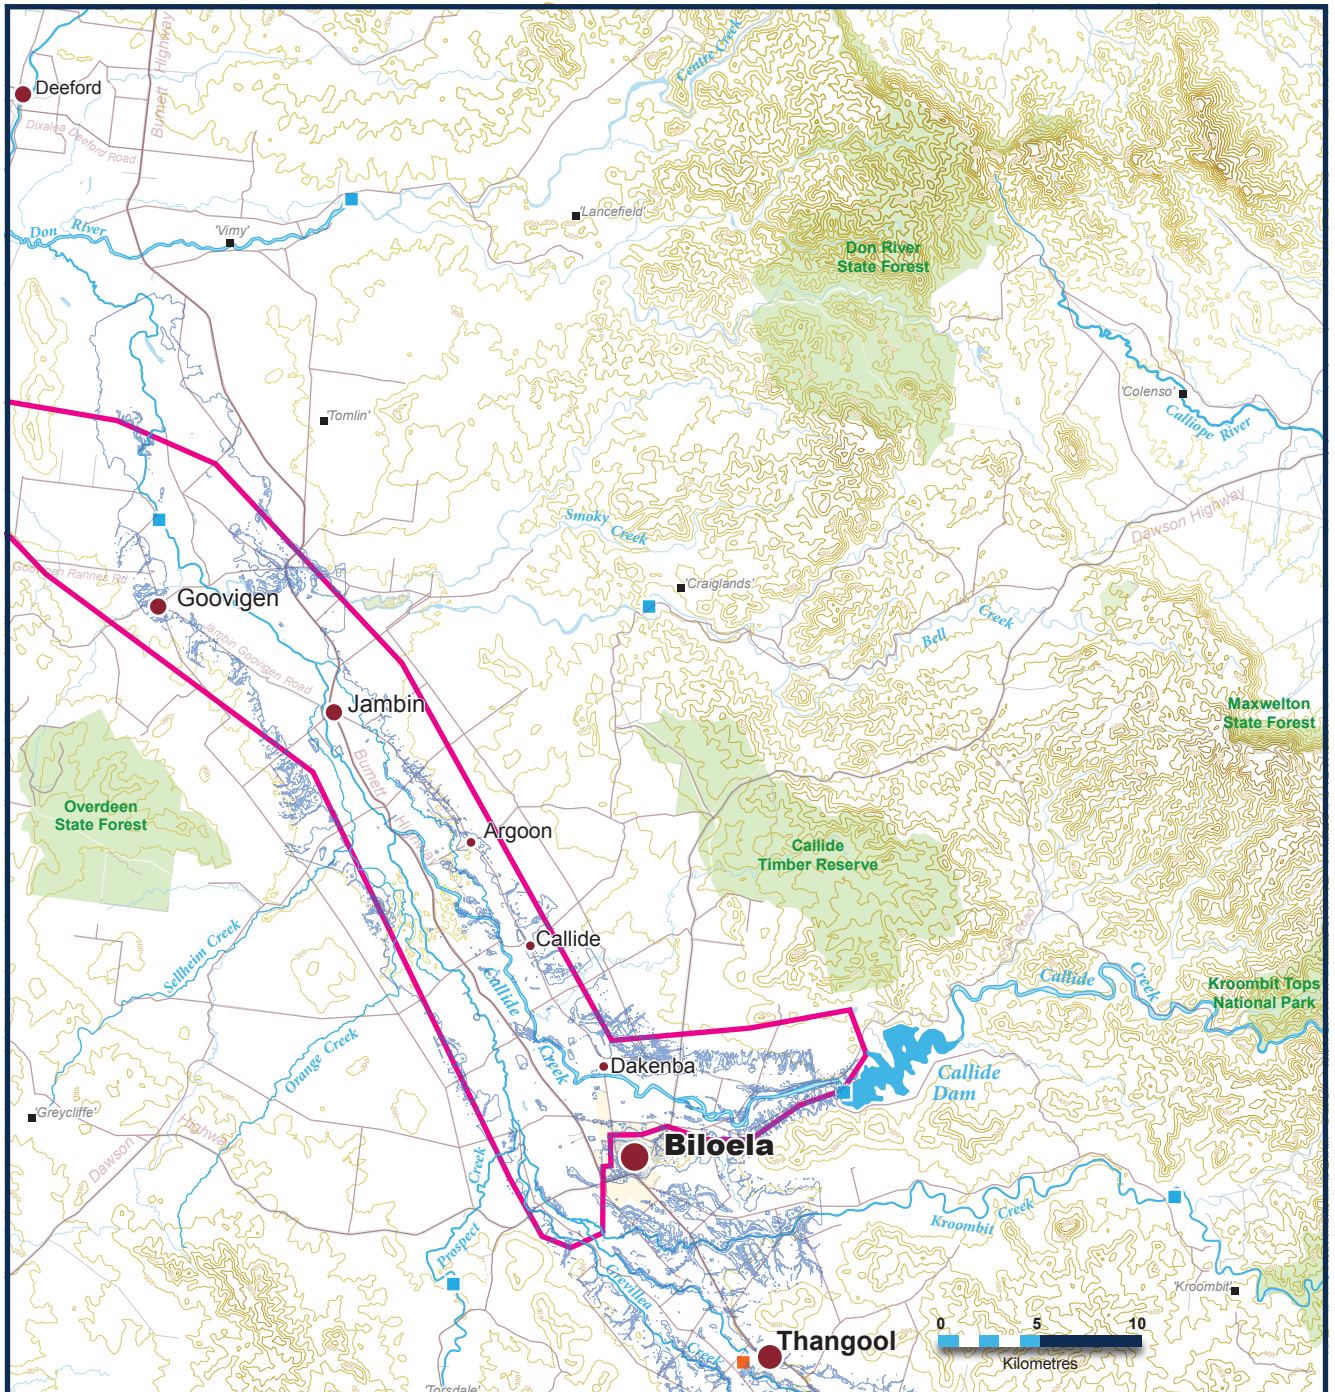 Deeford
Burnett Highway
Dixalea Deeford Road
Centre Creek
'Lancefield'
'Vimy'
Don River
Don River
State Forest
'Colenso'
Calliope River
'Tomlin'
Dawson Highway
Smoky Creek
'Craiglands'
Bell Creek
Goovigen Rannes Rd
Goovigen
Jambin Goovigen Road
Jambin
Maxwelton
State Forest
Burnett
Overdeen
State Forest
Argoon
Callide
Timber Reserve
Callide
Road
Sellheim Creek
Callide Creek
Callide Creek
Kroombit Tops
National Park
Orange Creek
Dakenba
Callide
Dam
'Greycliffe'
Dawson Highway
Biloela
Prospect Creek
Kroombit Creek
Grevillea Creek
'Kroombit'
Thangool
0 5 10
Kilometres
'Torsdale'